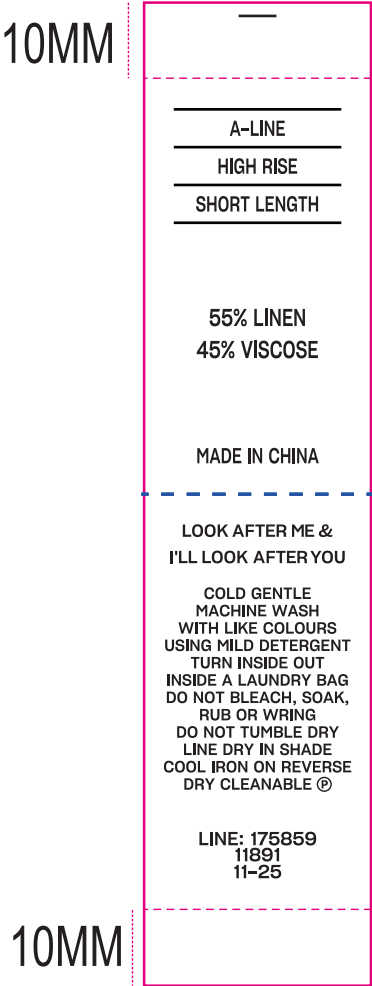 10MM
A-LINE
HIGH RISE
SHORT LENGTH
55% LINEN
45% VISCOSE
MADE IN CHINA
LOOK AFTER ME &
I'LL LOOK AFTER YOU
COLD GENTLE
MACHINE WASH
WITH LIKE COLOURS
USING MILD DETERGENT
TURN INSIDE OUT
INSIDE A LAUNDRY BAG
DO NOT BLEACH, SOAK,
RUB OR WRING
DO NOT TUMBLE DRY
LINE DRY IN SHADE
COOL IRON ON REVERSE
DRY CLEANABLE Ⓟ
LINE: 175859
11891
11-25
10MM